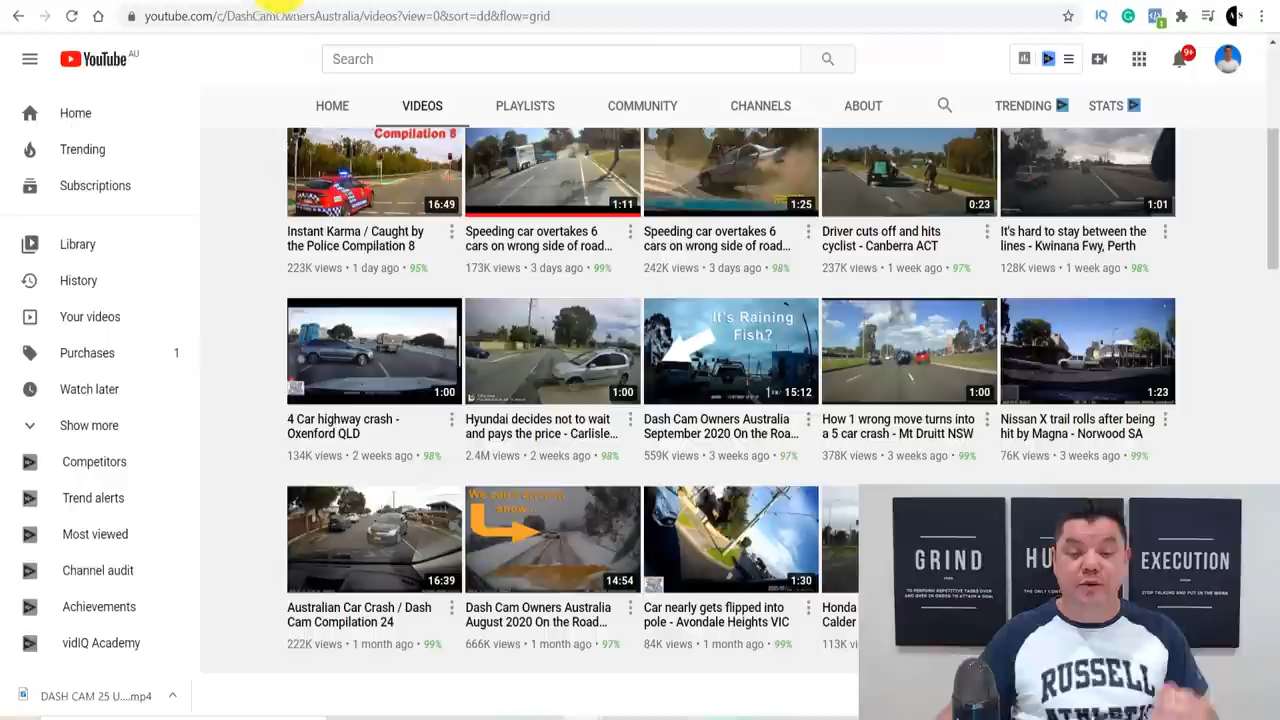 youtube.com/c/DashCamOwnersAustralia/videos?view=0&sort=dd&flow=grid
YouTube AU
Search
9+
HOME VIDEOS PLAYLISTS COMMUNITY CHANNELS ABOUT TRENDING STATS
Home
Trending
Subscriptions
Library
History
Your videos
Purchases 1
Watch later
Show more
Competitors
Trend alerts
Most viewed
Channel audit
Achievements
vidIQ Academy
Compilation 8
16:49
Instant Karma / Caught by
the Police Compilation 8
223K views • 1 day ago • 95%
1:11
Speeding car overtakes 6
cars on wrong side of road...
173K views • 3 days ago • 99%
1:25
Speeding car overtakes 6
cars on wrong side of road...
242K views • 3 days ago • 98%
0:23
Driver cuts off and hits
cyclist - Canberra ACT
237K views • 1 week ago • 97%
1:01
It's hard to stay between the
lines - Kwinana Fwy, Perth
128K views • 1 week ago • 98%
1:00
4 Car highway crash -
Oxenford QLD
134K views • 2 weeks ago • 98%
1:00
Hyundai decides not to wait
and pays the price - Carlisle...
2.4M views • 2 weeks ago • 98%
It's Raining
Fish?
15:12
Dash Cam Owners Australia
September 2020 On the Roa...
559K views • 3 weeks ago • 97%
1:00
How 1 wrong move turns into
a 5 car crash - Mt Druitt NSW
378K views • 3 weeks ago • 99%
1:23
Nissan X trail rolls after being
hit by Magna - Norwood SA
76K views • 3 weeks ago • 99%
16:39
Australian Car Crash / Dash
Cam Compilation 24
222K views • 1 month ago • 99%
14:54
Dash Cam Owners Australia
August 2020 On the Road...
666K views • 1 month ago • 97%
1:30
Car nearly gets flipped into
pole - Avondale Heights VIC
84K views • 1 month ago • 99%
Honda
Calder
113K vi
GRIND
HU
THE ONLY
EXECUTION
STOP TALKING AND PUT IN THE WORK
RUSSELL
ATHLETIC
DASH CAM 25 U....mp4